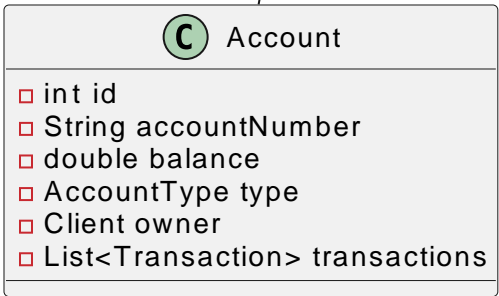 C Account
int id
String accountNumber
double balance
AccountType type
Client owner
List<Transaction> transactions